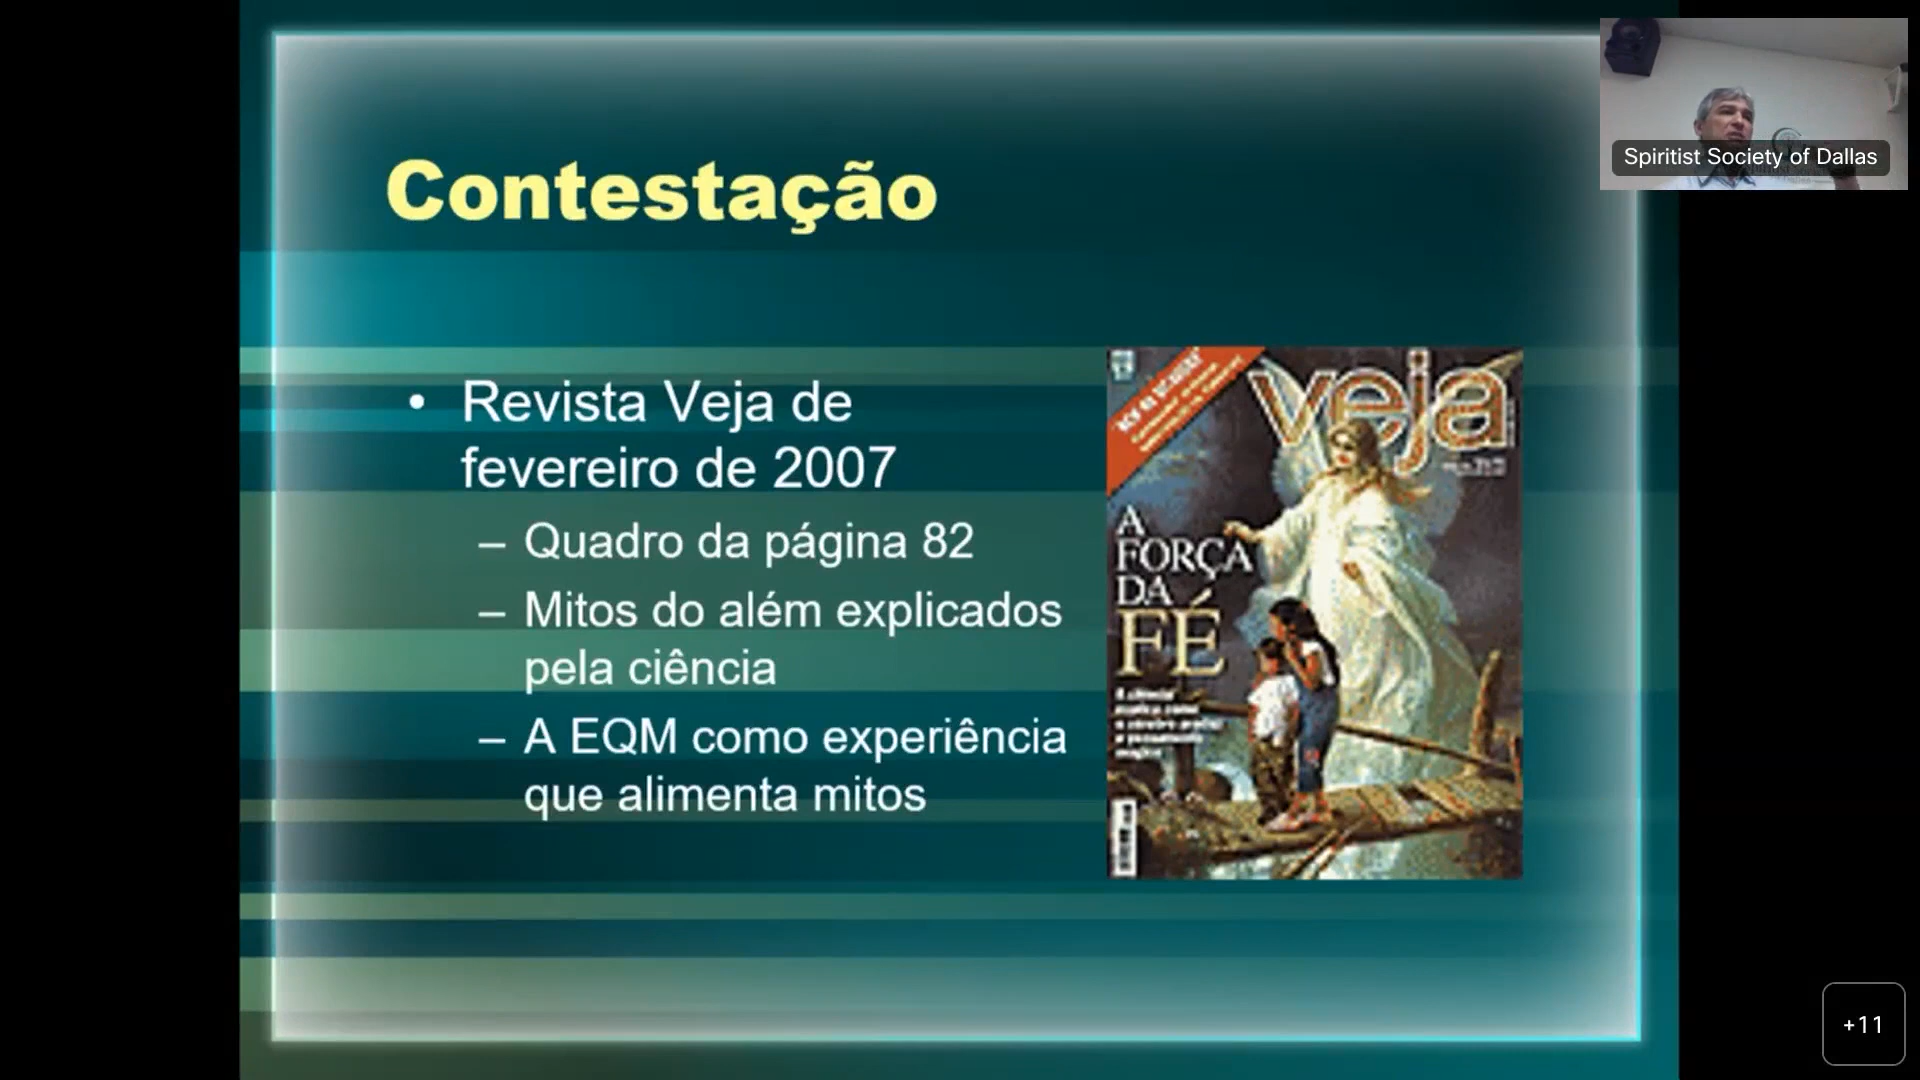 Contestação
• Revista Veja de
fevereiro de 2007
– Quadro da página 82
– Mitos do além explicados
pela ciência
– A EQM como experiência
que alimenta mitos
veja
A
FORÇA
DA
FÉ
Spiritist Society of Dallas
+11